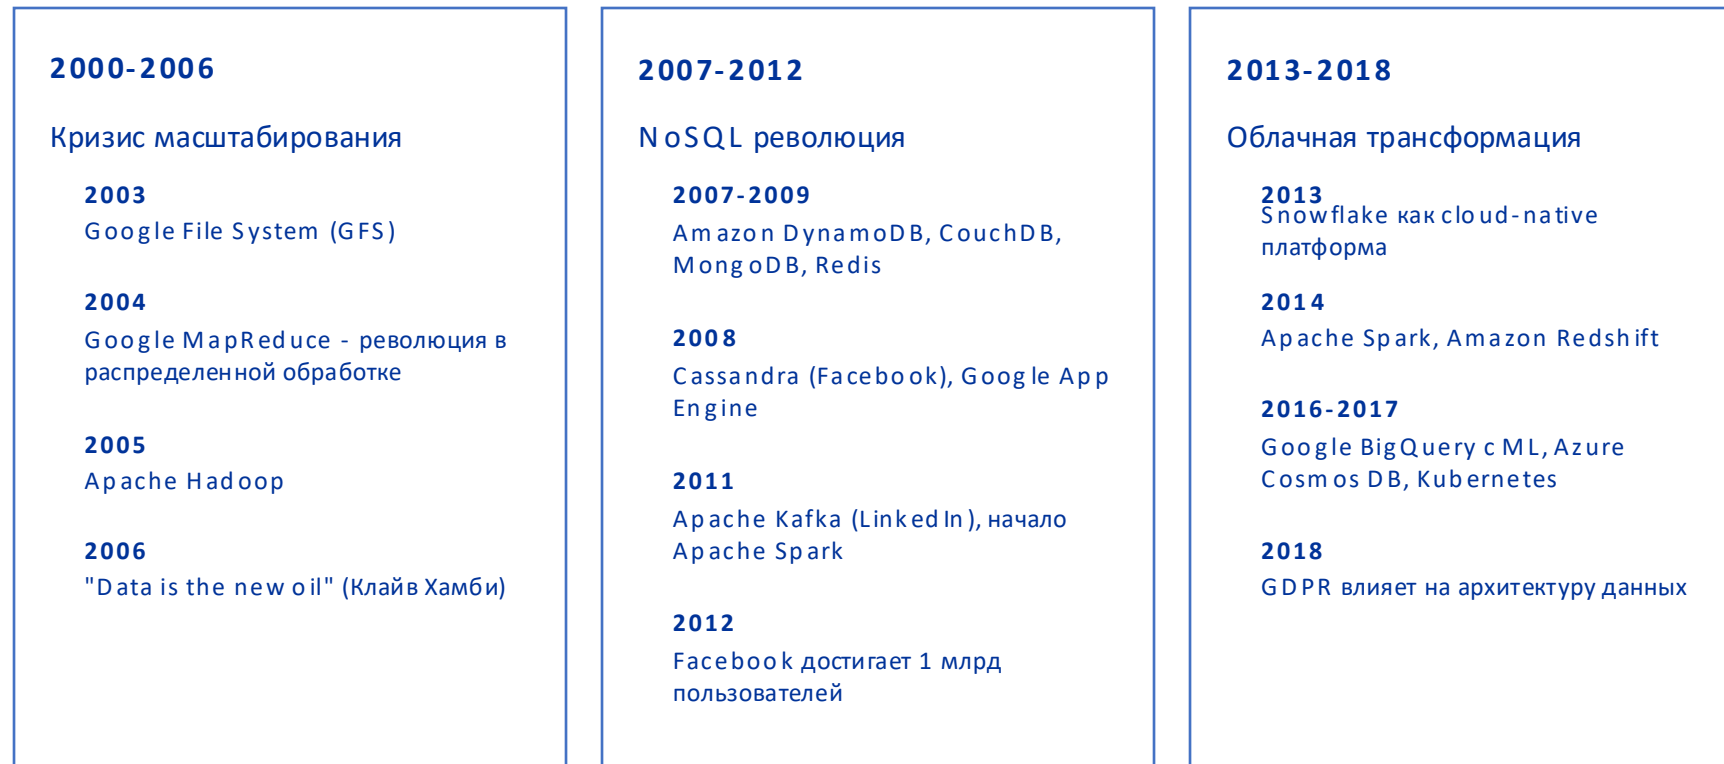 2000-2006
Кризис масштабирования
2003
Google File System (GFS)
2004
Google MapReduce - революция в
распределенной обработке
2005
Apache Hadoop
2006
"Data is the new oil" (Клайв Хамби)
2007-2012
NoSQL революция
2007-2009
Amazon DynamoDB, CouchDB,
MongoDB, Redis
2008
Cassandra (Facebook), Google App
Engine
2011
Apache Kafka (LinkedIn), начало
Apache Spark
2012
Facebook достигает 1 млрд
пользователей
2013-2018
Облачная трансформация
2013
Snowflake как cloud-native
платформа
2014
Apache Spark, Amazon Redshift
2016-2017
Google BigQuery с ML, Azure
Cosmos DB, Kubernetes
2018
GDPR влияет на архитектуру данных